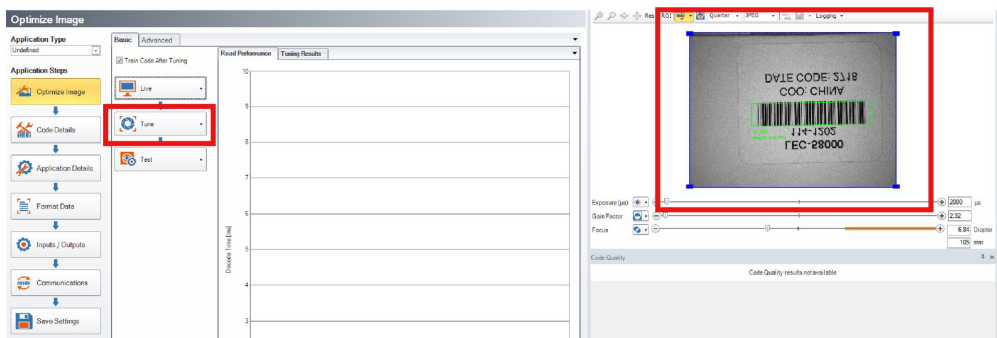 Optimize Image
Application Type
Undefined
Application Steps
Optimize Image
Code Details
Application Details
Format Data
Inputs / Outputs
Communications
Save Settings
Basic
Advanced
Train Code After Tuning
Live
Tune
Test
Read Performance
Tuning Results
10
9
8
7
6
5
4
3
Decode Time [ms]
ROI
Quarter
JPEG
Logging
LEC-58000
114-1202
COO: CHINA
DATE CODE: 2718
Exposure (µs)
2000 µs
Gain Factor
2.32
Focus
6.84 Diopter
105 mm
Code Quality
Code Quality results not available